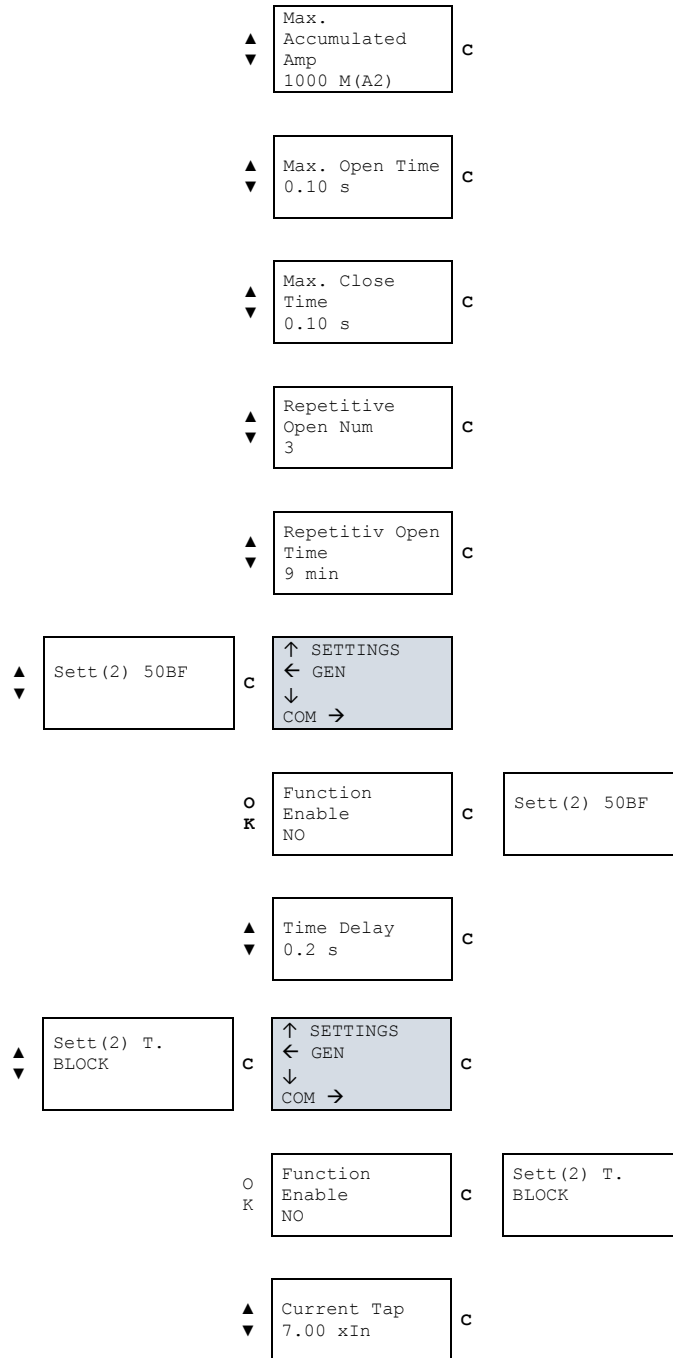 Max.
Accumulated
▲
▼
Amp
1000 M(A2)
C
▲
▼
Max. Open Time
0.10 s
C
▲
▼
Max. Close
Time
0.10 s
C
▲
▼
Repetitive
Open Num
3
C
▲
▼
Repetitiv Open
Time
9 min
C
▲
▼
Sett(2) 50BF
C
↑ SETTINGS
← GEN
↓
COM →
O
K
Function
Enable
NO
C
Sett(2) 50BF
▲
▼
Time Delay
0.2 s
C
▲
▼
Sett(2) T.
BLOCK
C
↑ SETTINGS
← GEN
↓
COM →
C
O
K
Function
Enable
NO
C
Sett(2) T.
BLOCK
▲
▼
Current Tap
7.00 xIn
C